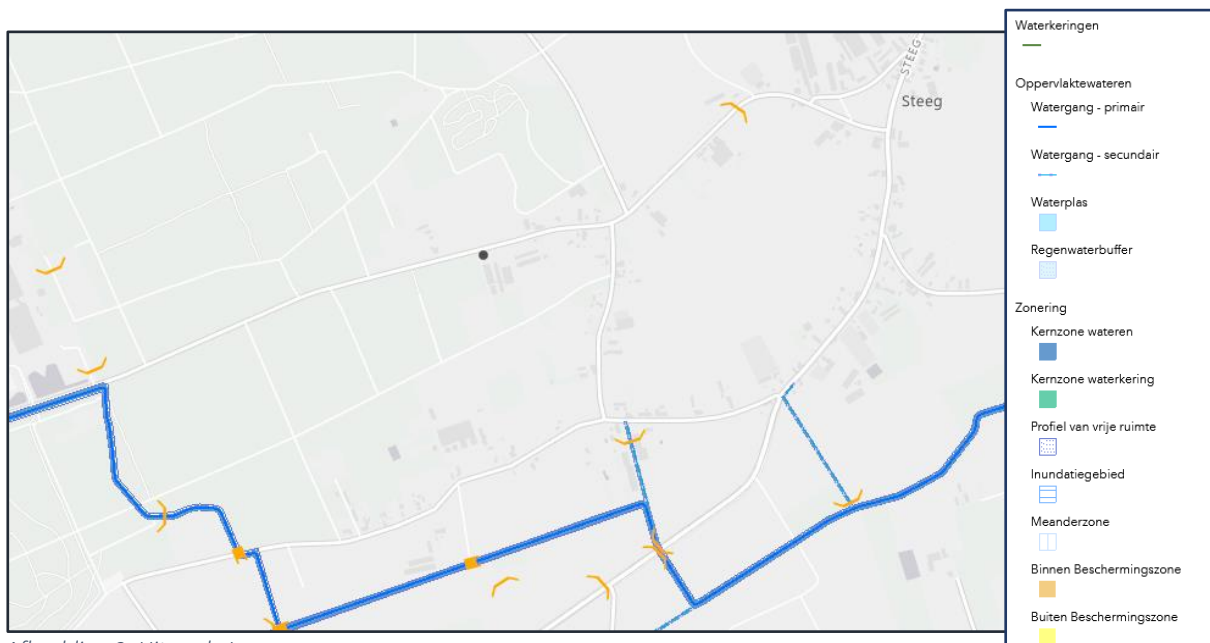 STEEG
Steeg
Waterkeringen
Oppervlaktewateren
Watergang - primair
Watergang - secundair
Waterplas
Regenwaterbuffer
Zonering
Kernzone wateren
Kernzone waterkering
Profiel van vrije ruimte
Inundatiegebied
Meanderzone
Binnen Beschermingszone
Buiten Beschermingszone